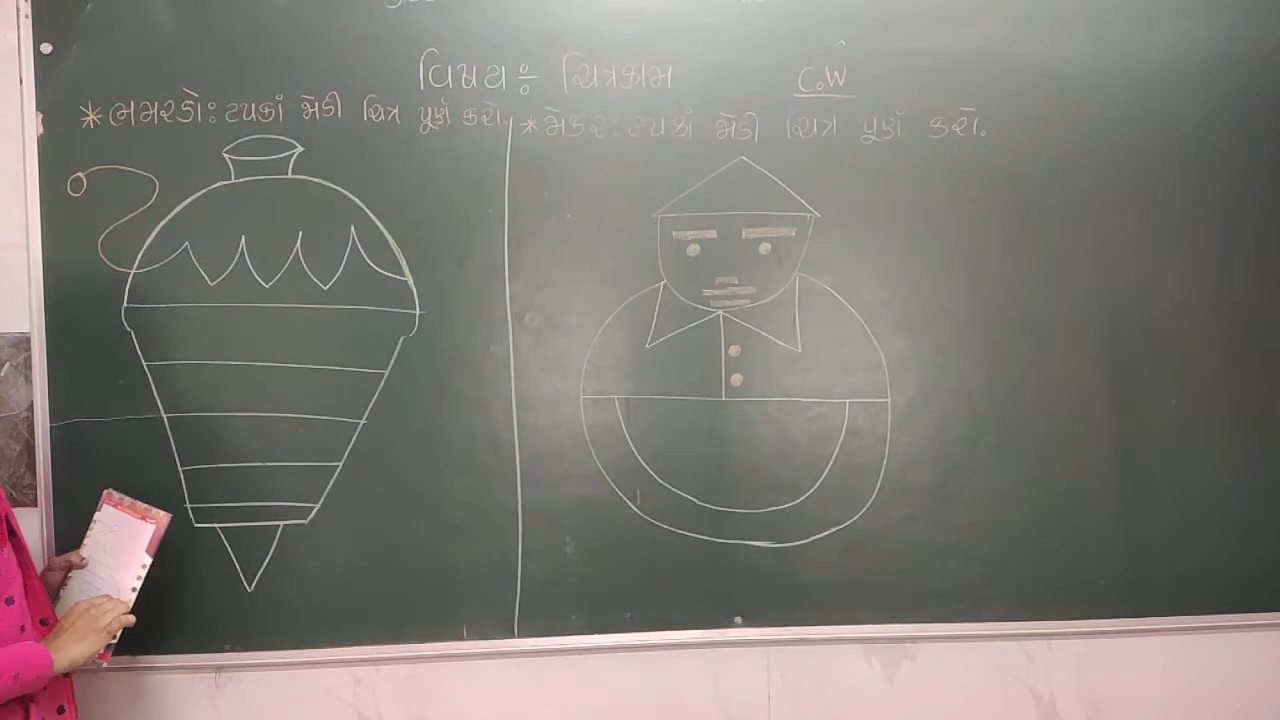 વિષય ÷ ચિત્રકામ
C.W
* ભમરડો : ટપકાં જોડી ચિત્ર પૂર્ણ કરો.
* જોકર : ટપકાં જોડી ચિત્ર પૂર્ણ કરો.